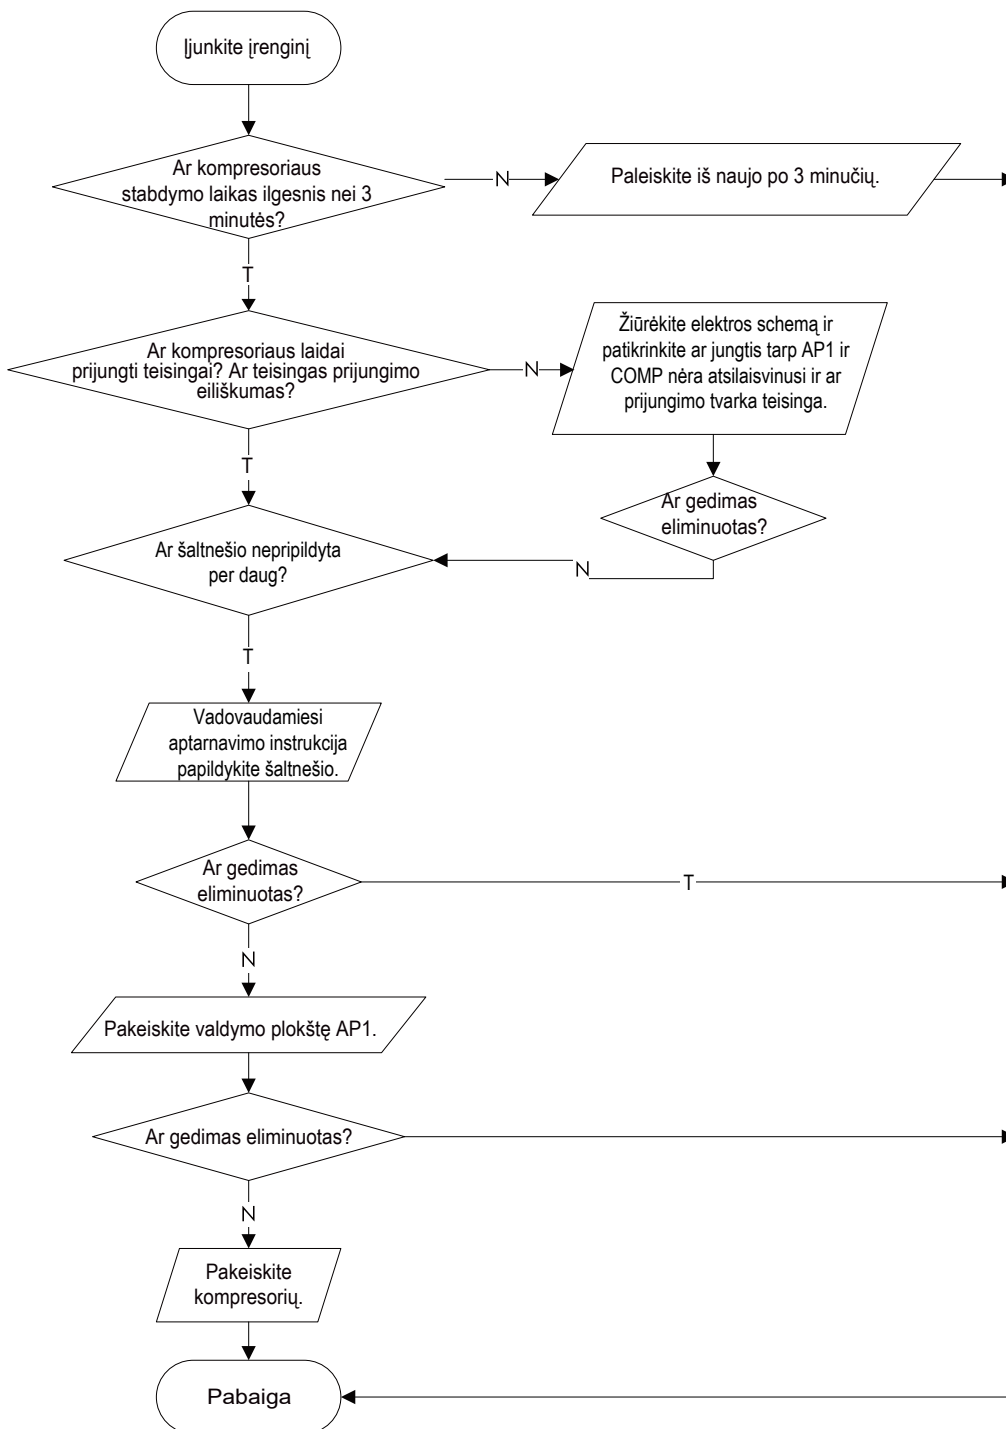 Įjunkite įrenginį
Ar kompresoriaus
stabdymo laikas ilgesnis nei 3
minutės?
N
Paleiskite iš naujo po 3 minučių.
T
Ar kompresoriaus laidai
prijungti teisingai? Ar teisingas prijungimo
eiliškumas?
N
Žiūrėkite elektros schemą ir
patikrinkite ar jungtis tarp AP1 ir
COMP nėra atsilaisvinusi ir ar
prijungimo tvarka teisinga.
T
Ar gedimas
eliminuotas?
N
Ar šaltnešio nepripildyta
per daug?
T
Vadovaudamiesi
aptarnavimo instrukcija
papildykite šaltnešio.
Ar gedimas
eliminuotas?
T
N
Pakeiskite valdymo plokštę AP1.
Ar gedimas eliminuotas?
N
Pakeiskite
kompresorių.
Pabaiga